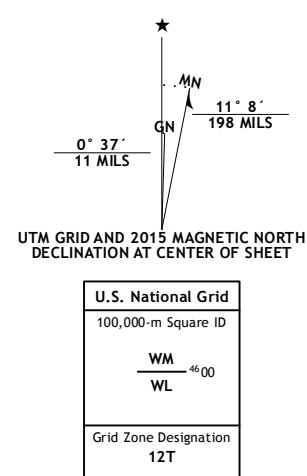 ★
MN
11° 8´
198 MILS
GN
0° 37´
11 MILS
UTM GRID AND 2015 MAGNETIC NORTH
DECLINATION AT CENTER OF SHEET
U.S. National Grid
100,000-m Square ID
WM
4600
WL
Grid Zone Designation
12T